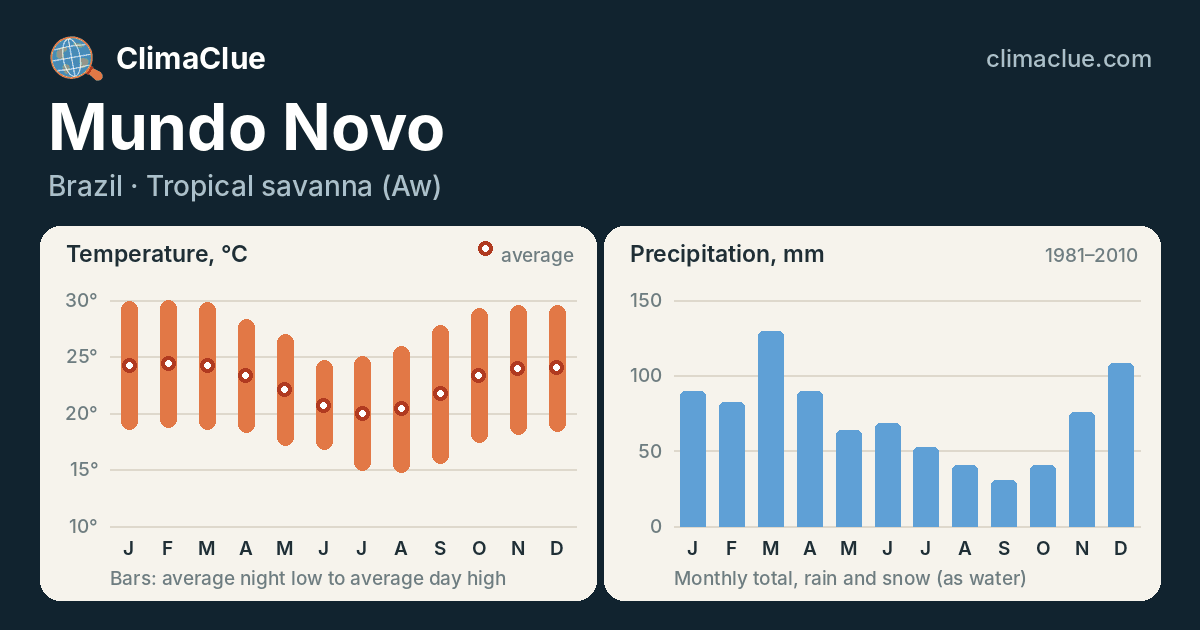 ClimaClue
climaclue.com
Mundo Novo
Brazil · Tropical savanna (Aw)
Temperature, °C
average
30°
25°
20°
15°
10°
J F M A M J J A S O N D
Bars: average night low to average day high
Precipitation, mm
1981–2010
150
100
50
0
J F M A M J J A S O N D
Monthly total, rain and snow (as water)